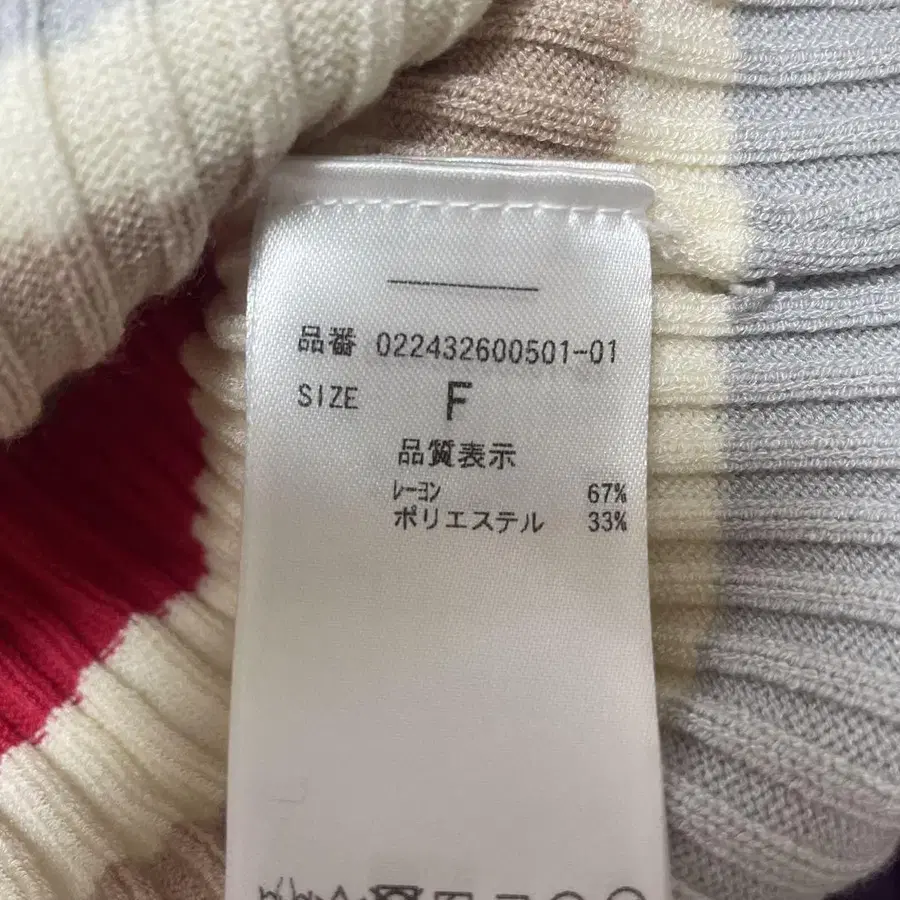 品番 022432600501-01
SIZE F
品質表示
ﾚｰﾖﾝ 67%
ポリエステル 33%